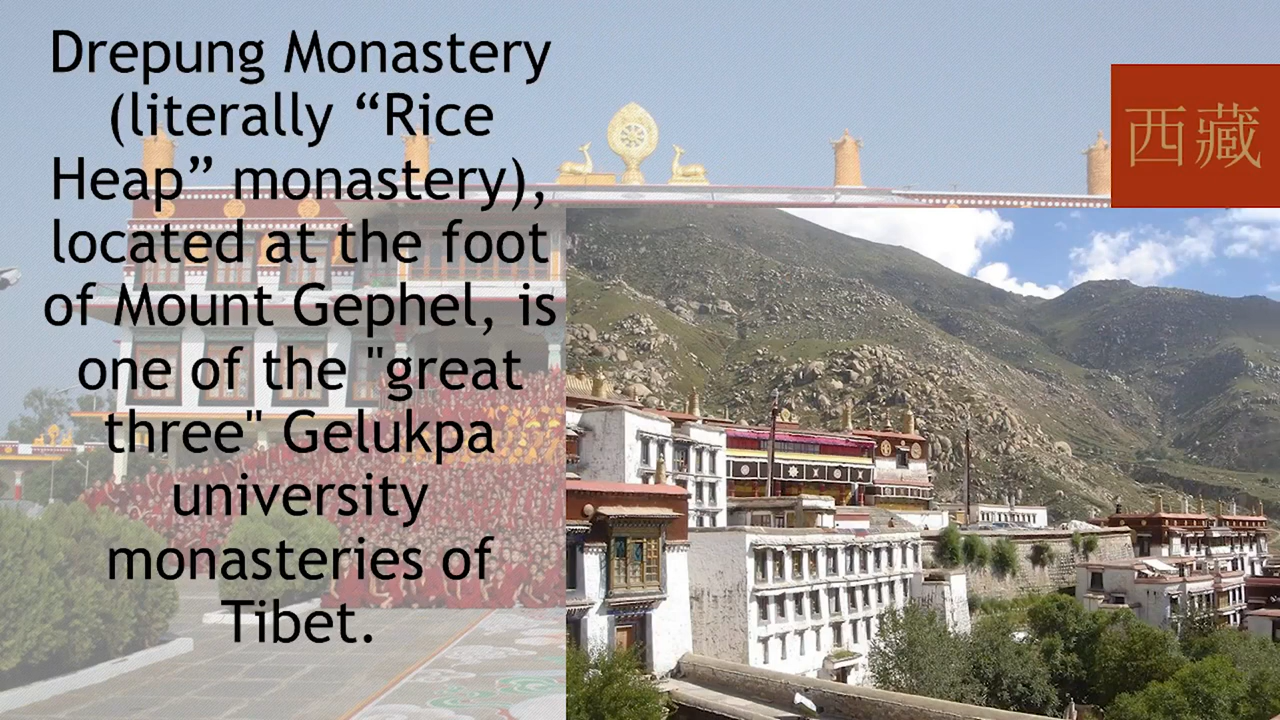 Drepung Monastery
(literally “Rice
Heap” monastery),
located at the foot
of Mount Gephel, is
one of the "great
three" Gelukpa
university
monasteries of
Tibet.
西藏